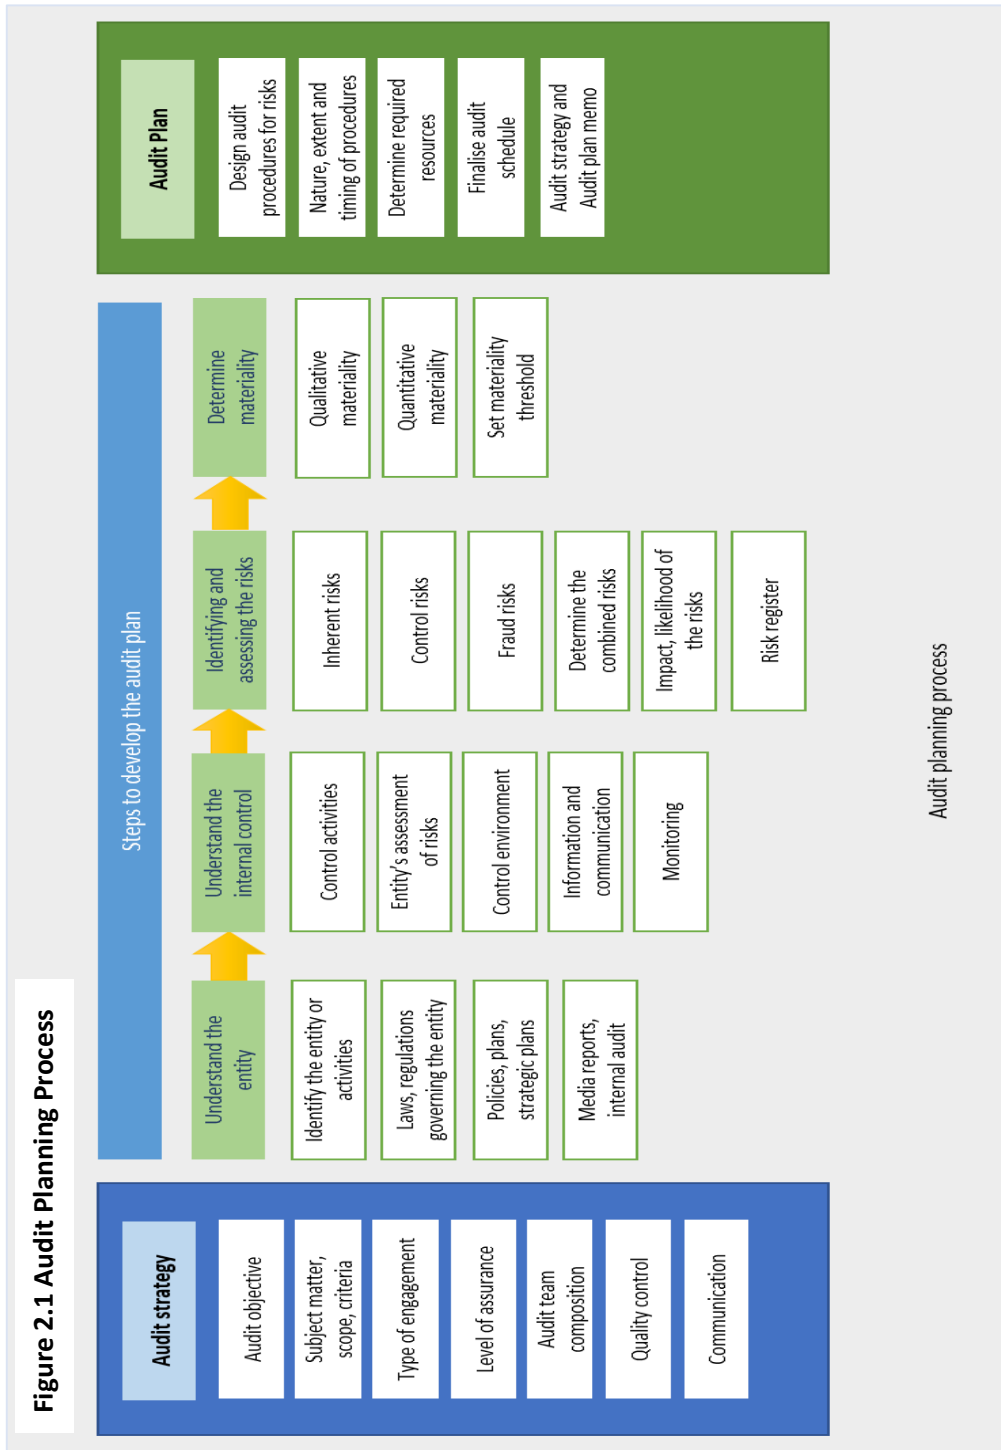 Figure 2.1 Audit Planning Process
Audit strategy
Audit objective
Subject matter,
scope, criteria
Type of engagement
Level of assurance
Audit team
composition
Quality control
Communication
Steps to develop the audit plan
Understand the
entity
Identify the entity or
activities
Laws, regulations
governing the entity
Policies, plans,
strategic plans
Media reports,
internal audit
Understand the
internal control
Control activities
Entity's assessment
of risks
Control environment
Information and
communication
Monitoring
Identifying and
assessing the risks
Inherent risks
Control risks
Fraud risks
Determine the
combined risks
Impact, likelihood of
the risks
Risk register
Determine
materiality
Qualitative
materiality
Quantitative
materiality
Set materiality
threshold
Audit Plan
Design audit
procedures for risks
Nature, extent and
timing of procedures
Determine required
resources
Finalise audit
schedule
Audit strategy and
Audit plan memo
Audit planning process